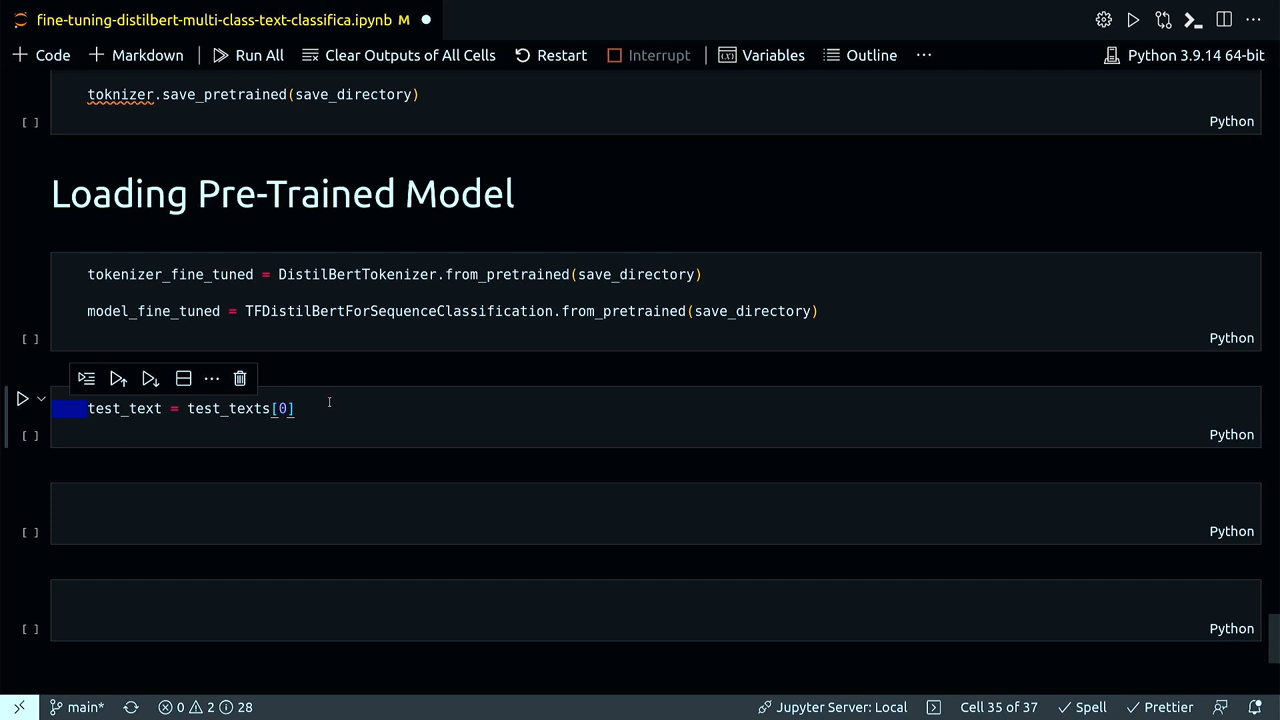 fine-tuning-distilbert-multi-class-text-classifica.ipynb M
Code Markdown Run All Clear Outputs of All Cells Restart Interrupt Variables Outline ... Python 3.9.14 64-bit
toknizer.save_pretrained(save_directory)
[ ] Python
Loading Pre-Trained Model
tokenizer_fine_tuned = DistilBertTokenizer.from_pretrained(save_directory)
model_fine_tuned = TFDistilBertForSequenceClassification.from_pretrained(save_directory)
[ ] Python
test_text = test_texts[0]
[ ] Python
[ ] Python
[ ] Python
main* 0 2 28 Jupyter Server: Local Cell 35 of 37 Spell Prettier